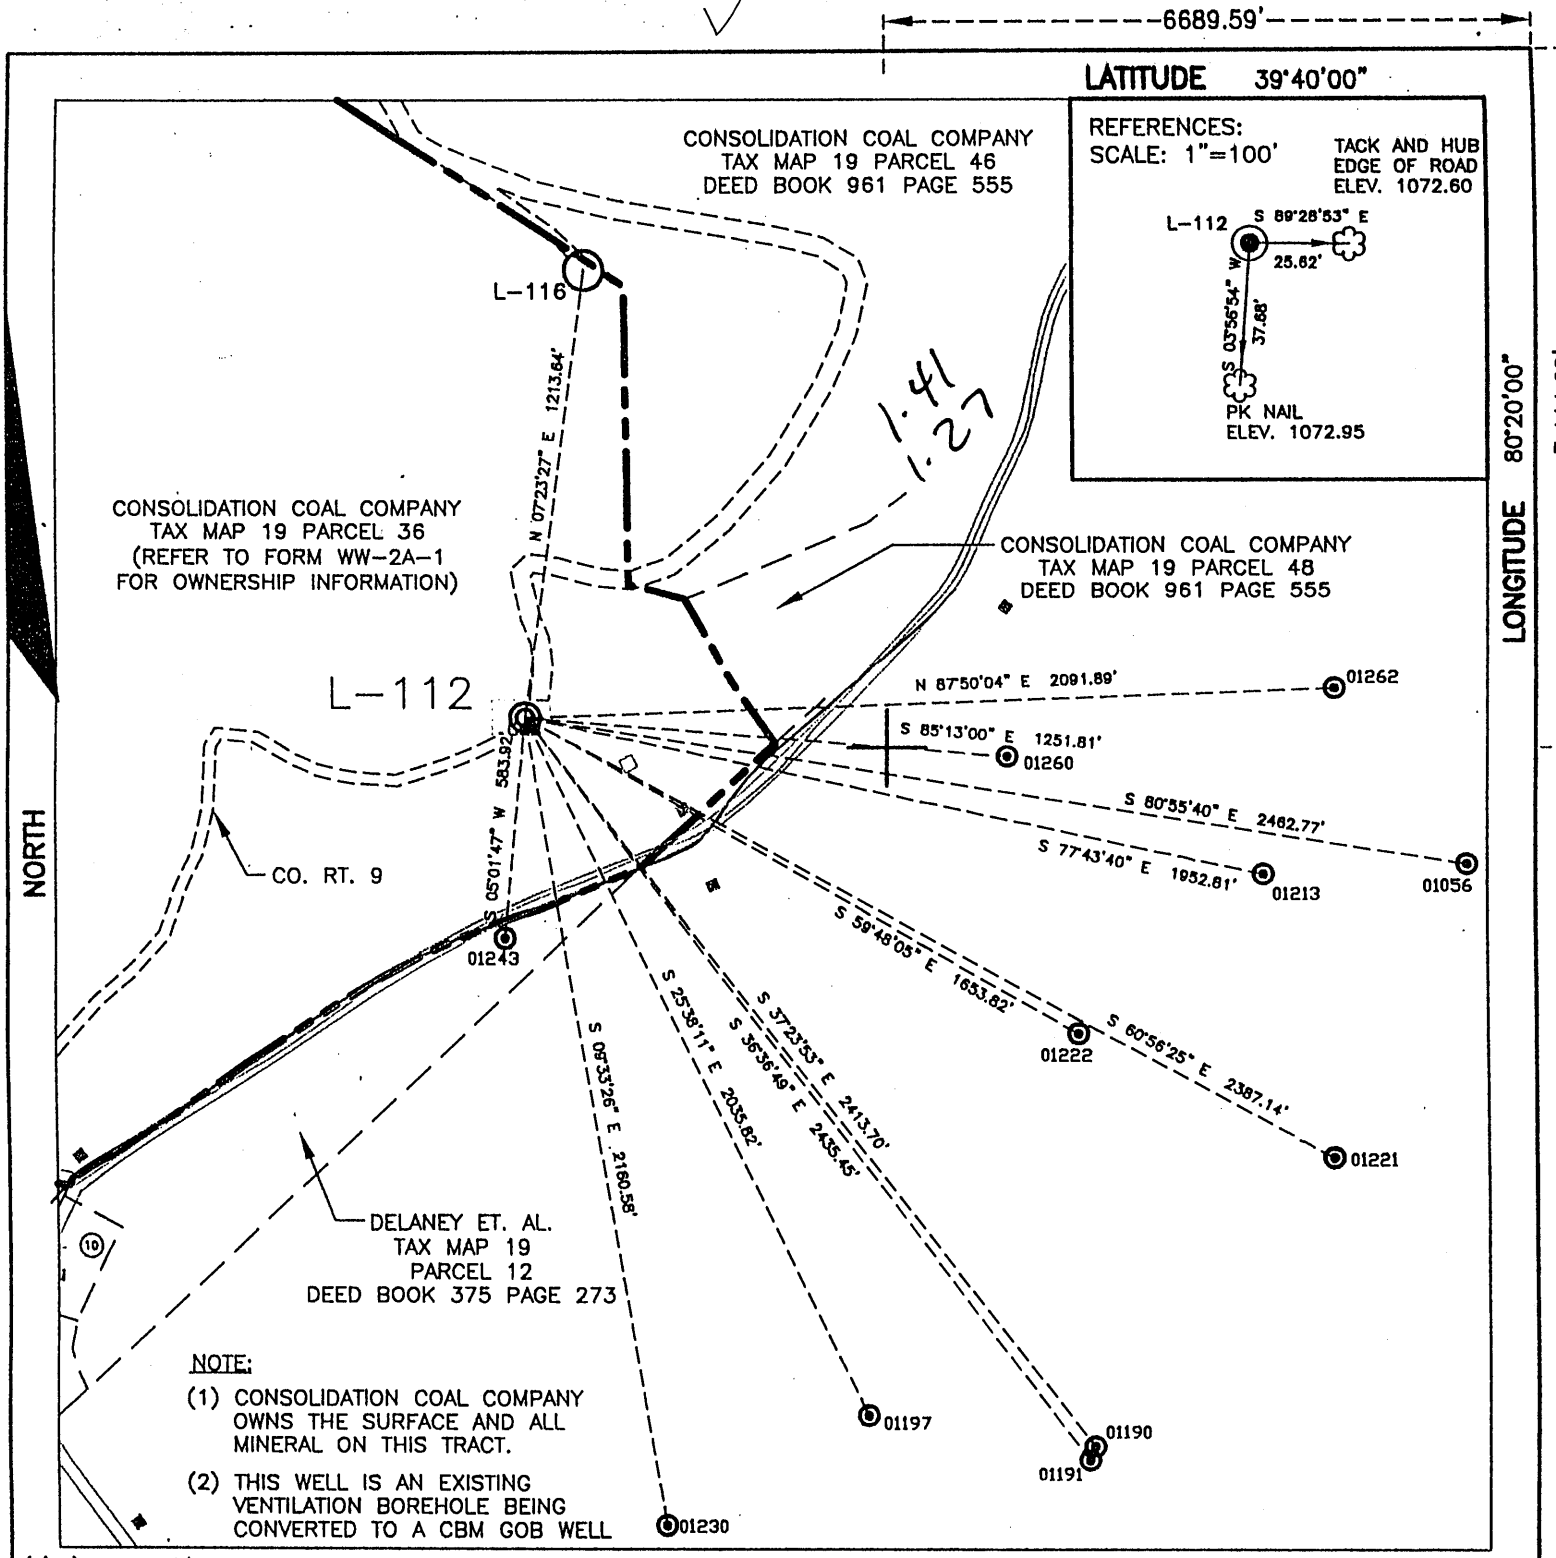 6689.59'
LATITUDE 39°40'00"
REFERENCES:
SCALE: 1"=100'
TACK AND HUB
EDGE OF ROAD
ELEV. 1072.60
L-112
S 89°28'53" E
25.62'
S 03°56'54" W
37.68'
PK NAIL
ELEV. 1072.95
CONSOLIDATION COAL COMPANY
TAX MAP 19 PARCEL 46
DEED BOOK 961 PAGE 555
L-116
N 07°23'27" E 1213.64'
1.41
1.27
LONGITUDE 80°20'00"
CONSOLIDATION COAL COMPANY
TAX MAP 19 PARCEL 36
(REFER TO FORM WW-2A-1
FOR OWNERSHIP INFORMATION)
CONSOLIDATION COAL COMPANY
TAX MAP 19 PARCEL 48
DEED BOOK 961 PAGE 555
L-112
N 87°50'04" E 2091.89'
01262
S 85°13'00" E 1251.81'
01260
S 80°55'40" E 2462.77'
01056
S 77°43'40" E 1952.81'
01213
NORTH
CO. RT. 9
S 05°01'47" W 583.92'
01243
S 59°48'05" E 1653.82'
01222
S 60°56'25" E 2387.14'
01221
S 37°23'53" E 2413.70'
S 36°36'49" E 2435.45'
S 25°38'11" E 2035.82'
S 09°33'26" E 2160.58'
10
DELANEY ET. AL.
TAX MAP 19
PARCEL 12
DEED BOOK 375 PAGE 273
01197
01190
01191
01230
NOTE:
(1) CONSOLIDATION COAL COMPANY
OWNS THE SURFACE AND ALL
MINERAL ON THIS TRACT.
(2) THIS WELL IS AN EXISTING
VENTILATION BOREHOLE BEING
CONVERTED TO A CBM GOB WELL